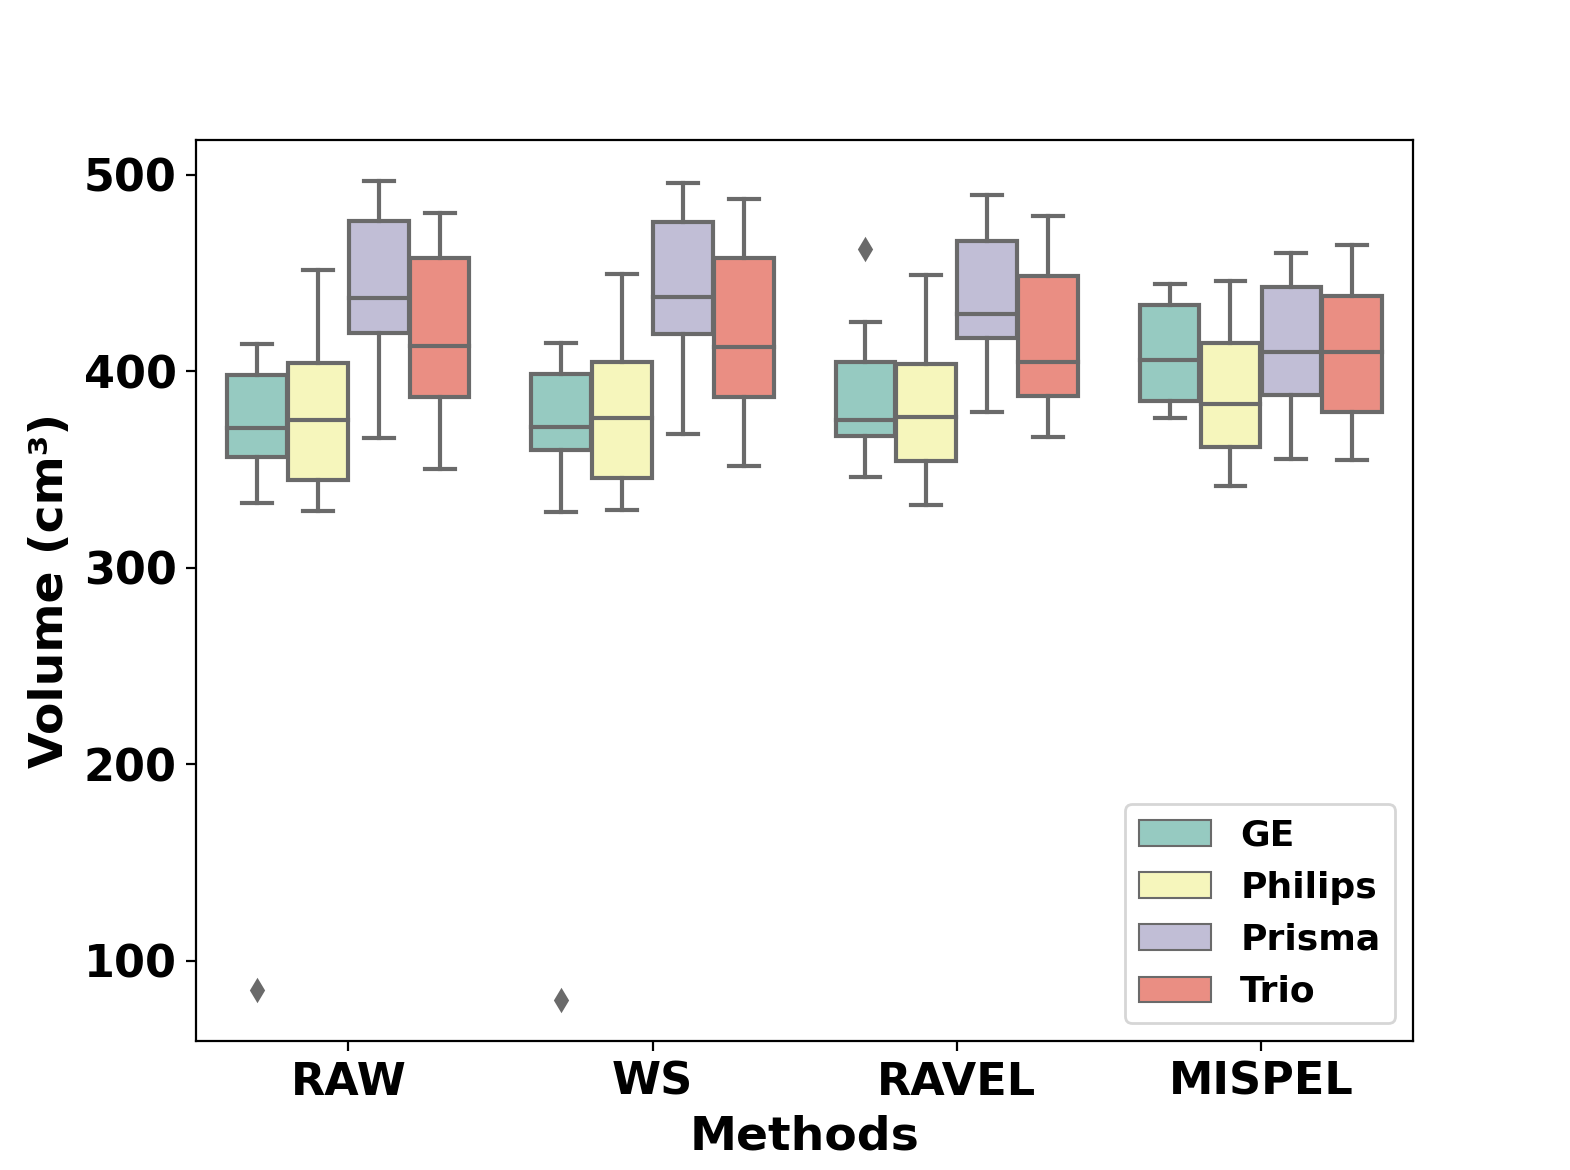 500
400
300
200
100
Volume (cm³)
GE
Philips
Prisma
Trio
RAW WS RAVEL MISPEL
Methods